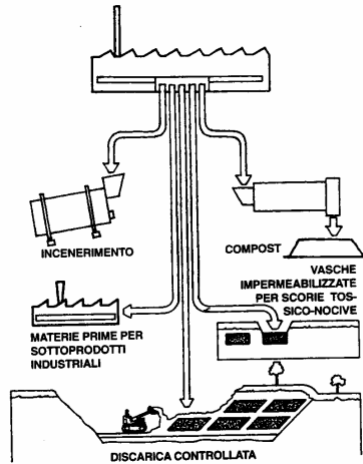 INCENERIMENTO
COMPOST
VASCHE
IMPERMEABILIZZATE
PER SCORIE TOS-
SICO-NOCIVE
MATERIE PRIME PER
SOTTOPRODOTTI
INDUSTRIALI
DISCARICA CONTROLLATA